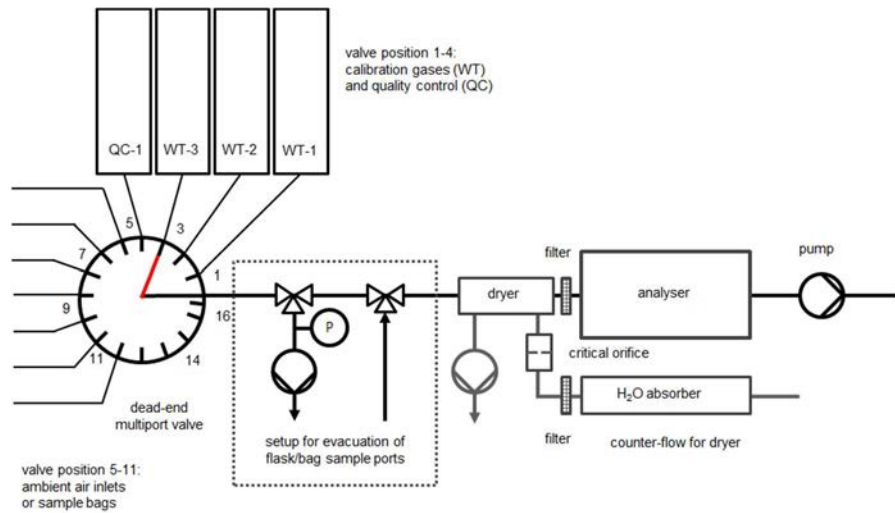 valve position 1-4:
calibration gases (WT)
and quality control (QC)
QC-1
WT-3
WT-2
WT-1
5
3
7
1
9
16
11
14
dead-end
multiport valve
valve position 5-11:
ambient air inlets
or sample bags
P
setup for evacuation of
flask/bag sample ports
dryer
filter
analyser
pump
critical orifice
H₂O absorber
filter
counter-flow for dryer